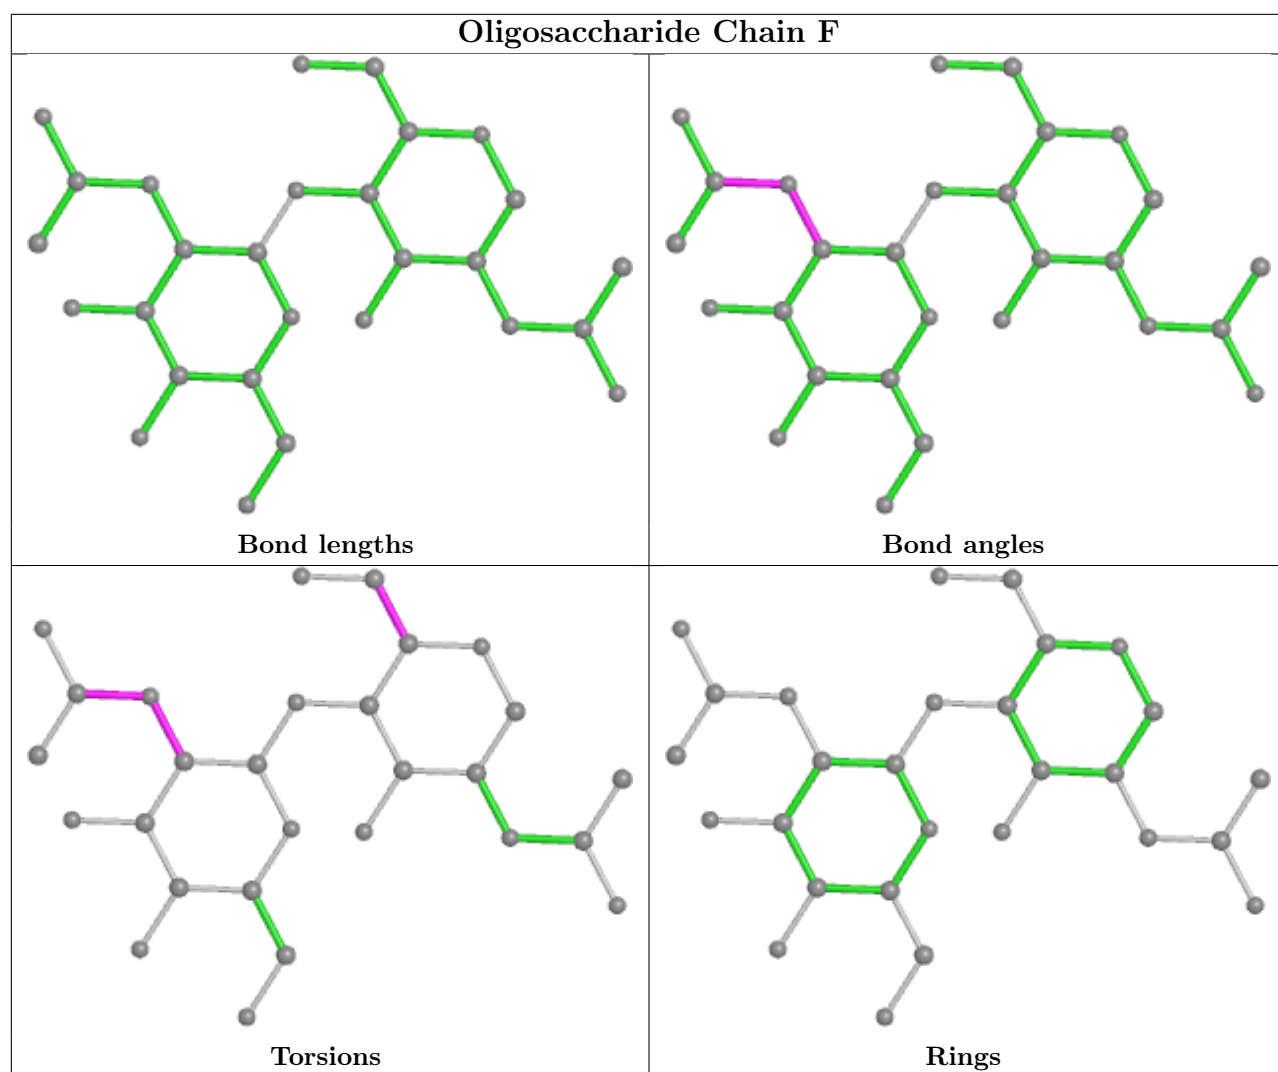 Oligosaccharide Chain F
Bond lengths
Bond angles
Torsions
Rings